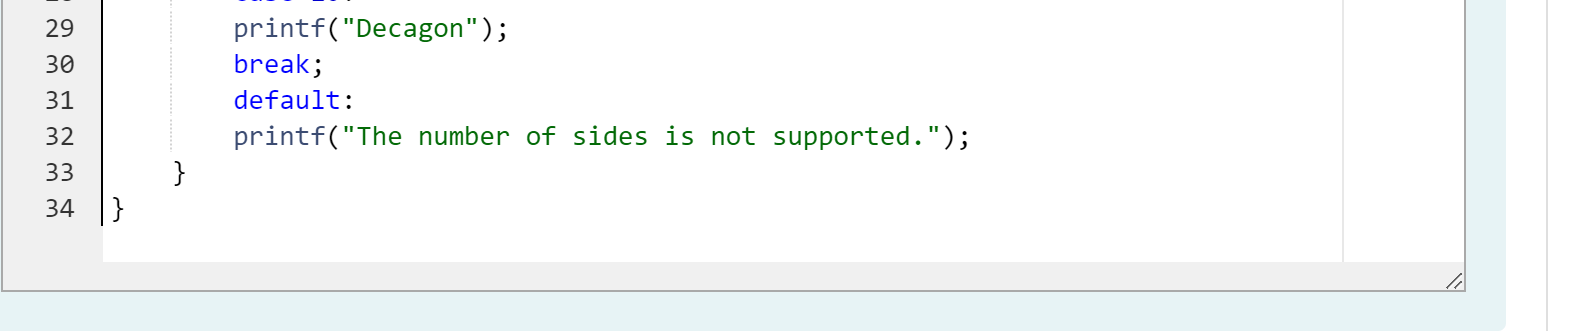 29 printf("Decagon");
30 break;
31 default:
32 printf("The number of sides is not supported.");
33 }
34 }